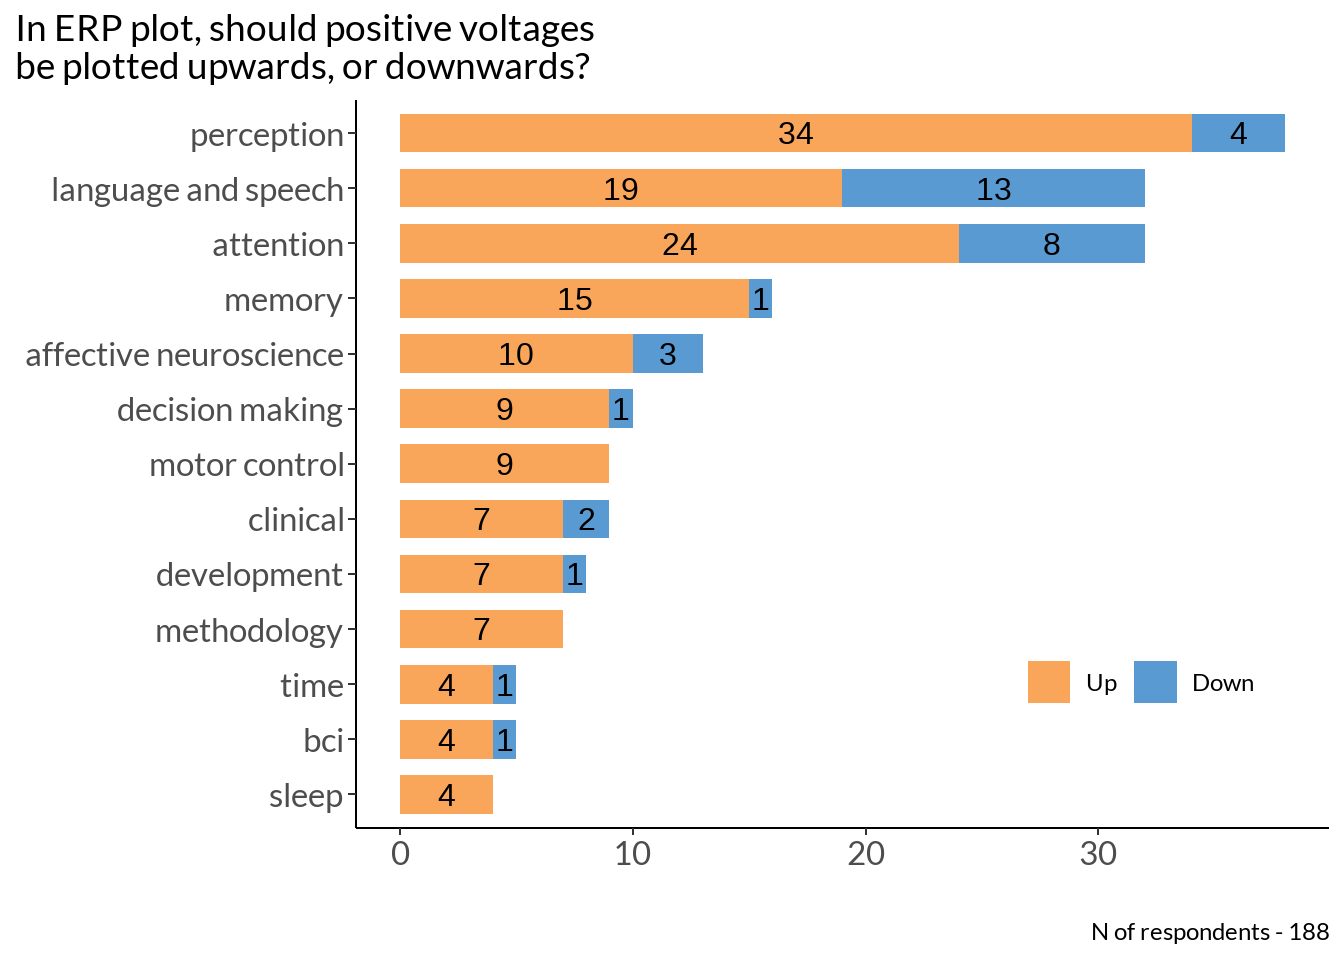 In ERP plot, should positive voltages
be plotted upwards, or downwards?
perception 34 4
language and speech 19 13
attention 24 8
memory 15 1
affective neuroscience 10 3
decision making 9 1
motor control 9
clinical 7 2
development 7 1
methodology 7
time 4 1
Up Down
bci 4 1
sleep 4
0 10 20 30
N of respondents - 188